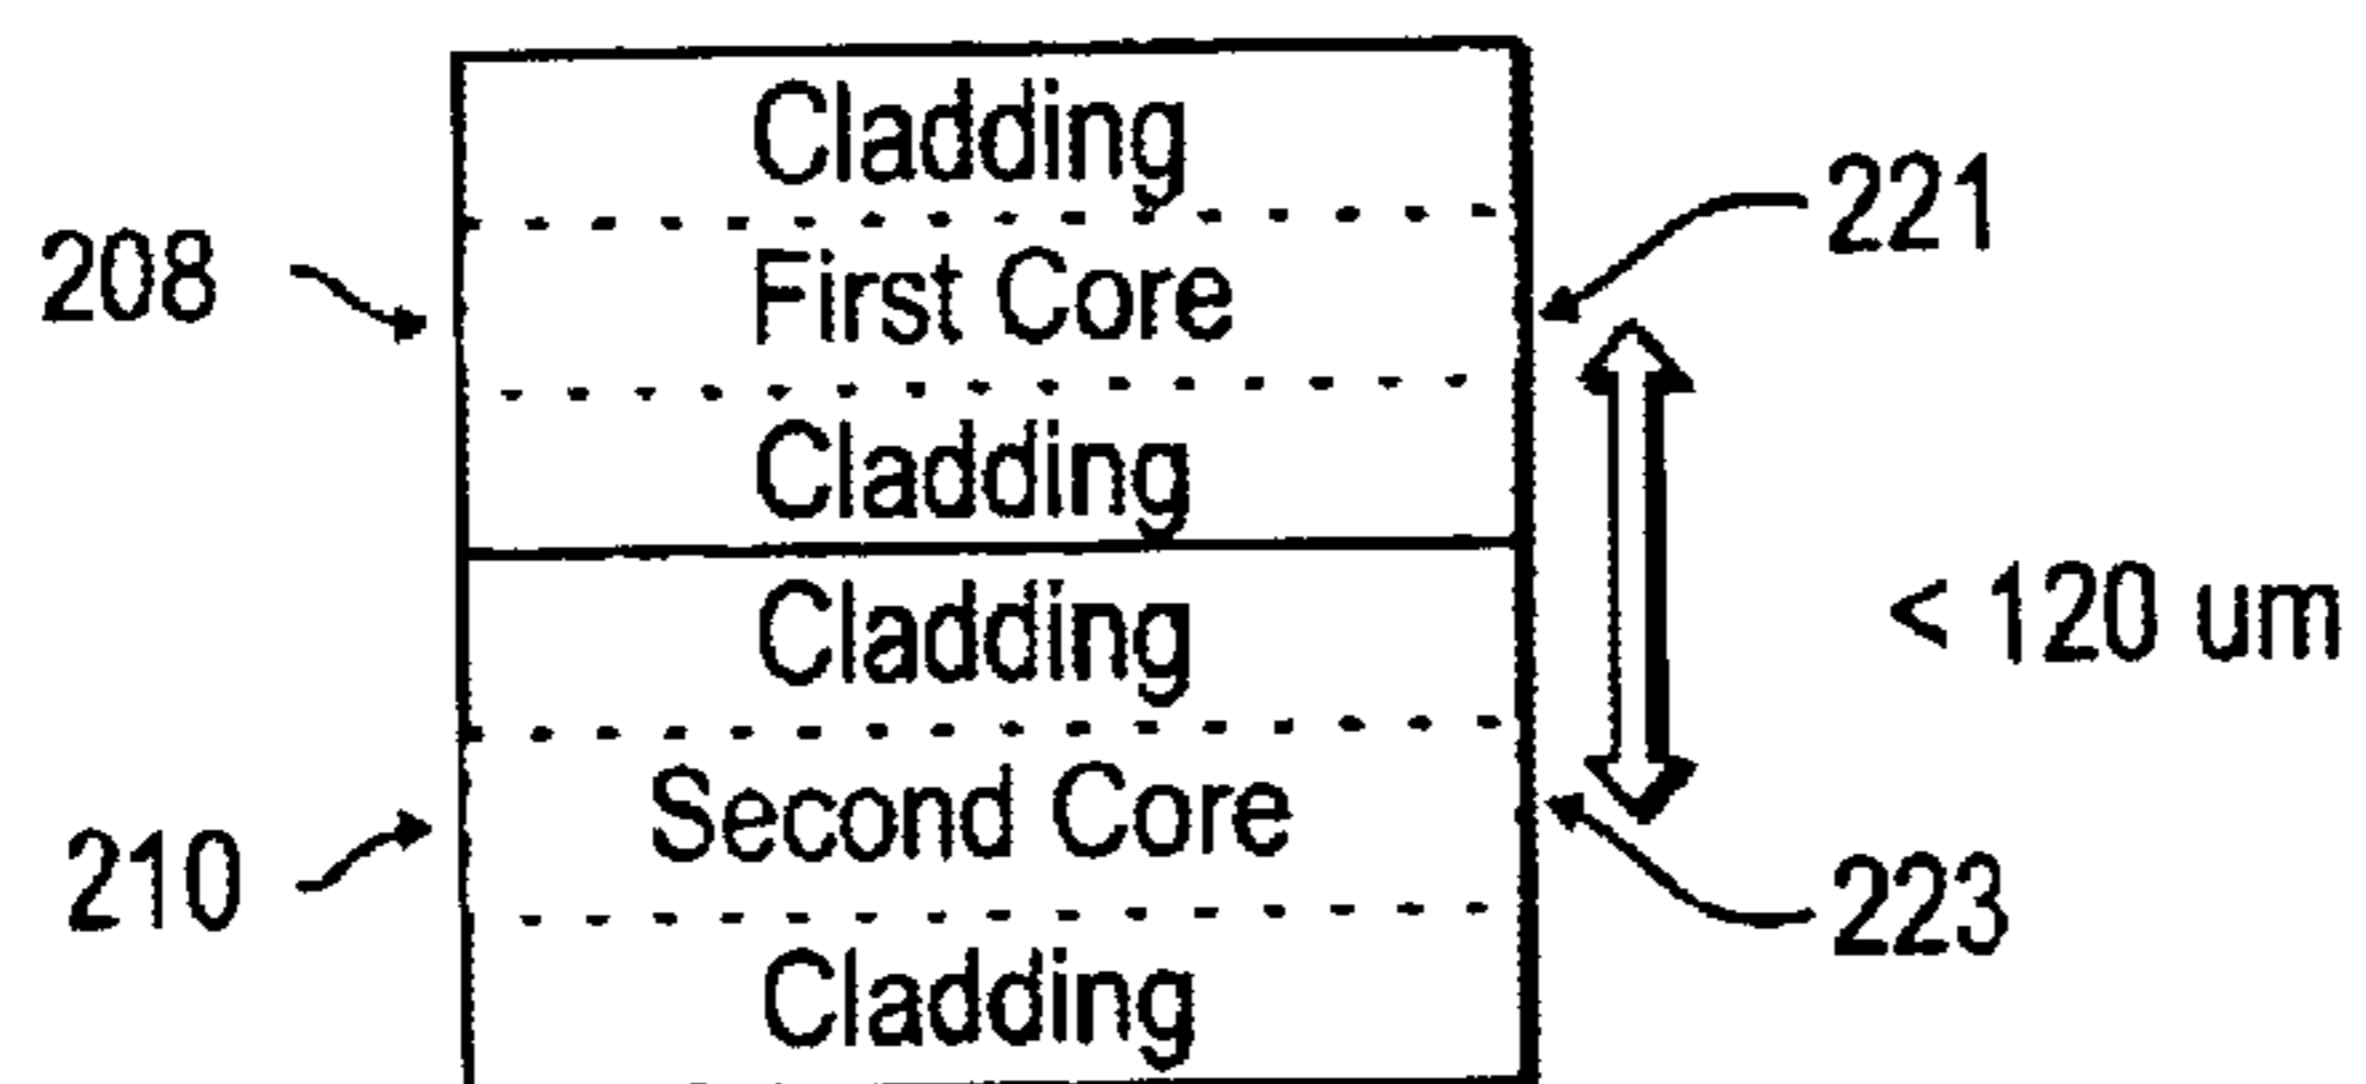 Cladding
221
208
First Core
Cladding
< 120 um
Cladding
Second Core
210
223
Cladding